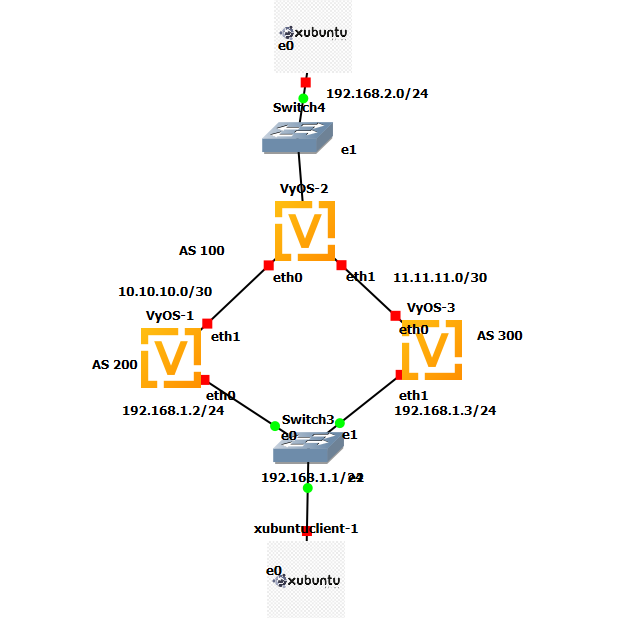 xubuntu
e0
192.168.2.0/24
Switch4
e1
VyOS-2
AS 100
eth0
eth1
11.11.11.0/30
10.10.10.0/30
VyOS-1
VyOS-3
eth1
eth0
AS 300
AS 200
eth0
eth1
192.168.1.2/24
192.168.1.3/24
Switch3
e0
e1
192.168.1.1/24
xubuntuclient-1
e0
xubuntu